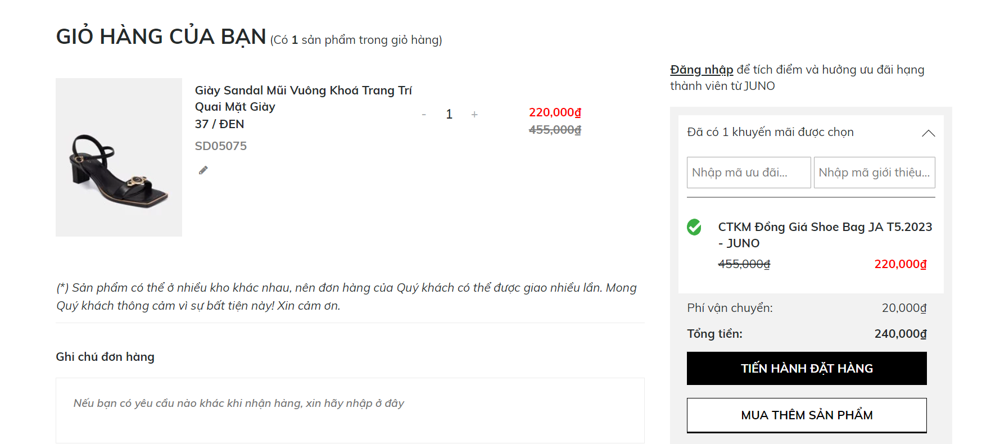 GIỎ HÀNG CỦA BẠN (Có 1 sản phẩm trong giỏ hàng)
Giày Sandal Mũi Vuông Khoá Trang Trí
Quai Mặt Giày
37 / ĐEN
SD05075
- 1 +
220,000₫
455,000₫
(*) Sản phẩm có thể ở nhiều kho khác nhau, nên đơn hàng của Quý khách có thể được giao nhiều lần. Mong
Quý khách thông cảm vì sự bất tiện này! Xin cảm ơn.
Ghi chú đơn hàng
Nếu bạn có yêu cầu nào khác khi nhận hàng, xin hãy nhập ở đây
Đăng nhập để tích điểm và hưởng ưu đãi hạng
thành viên từ JUNO
Đã có 1 khuyến mãi được chọn
Nhập mã ưu đãi... Nhập mã giới thiệu...
CTKM Đồng Giá Shoe Bag JA T5.2023
- JUNO
455,000₫ 220,000₫
Phí vận chuyển: 20,000₫
Tổng tiền: 240,000₫
TIẾN HÀNH ĐẶT HÀNG
MUA THÊM SẢN PHẨM